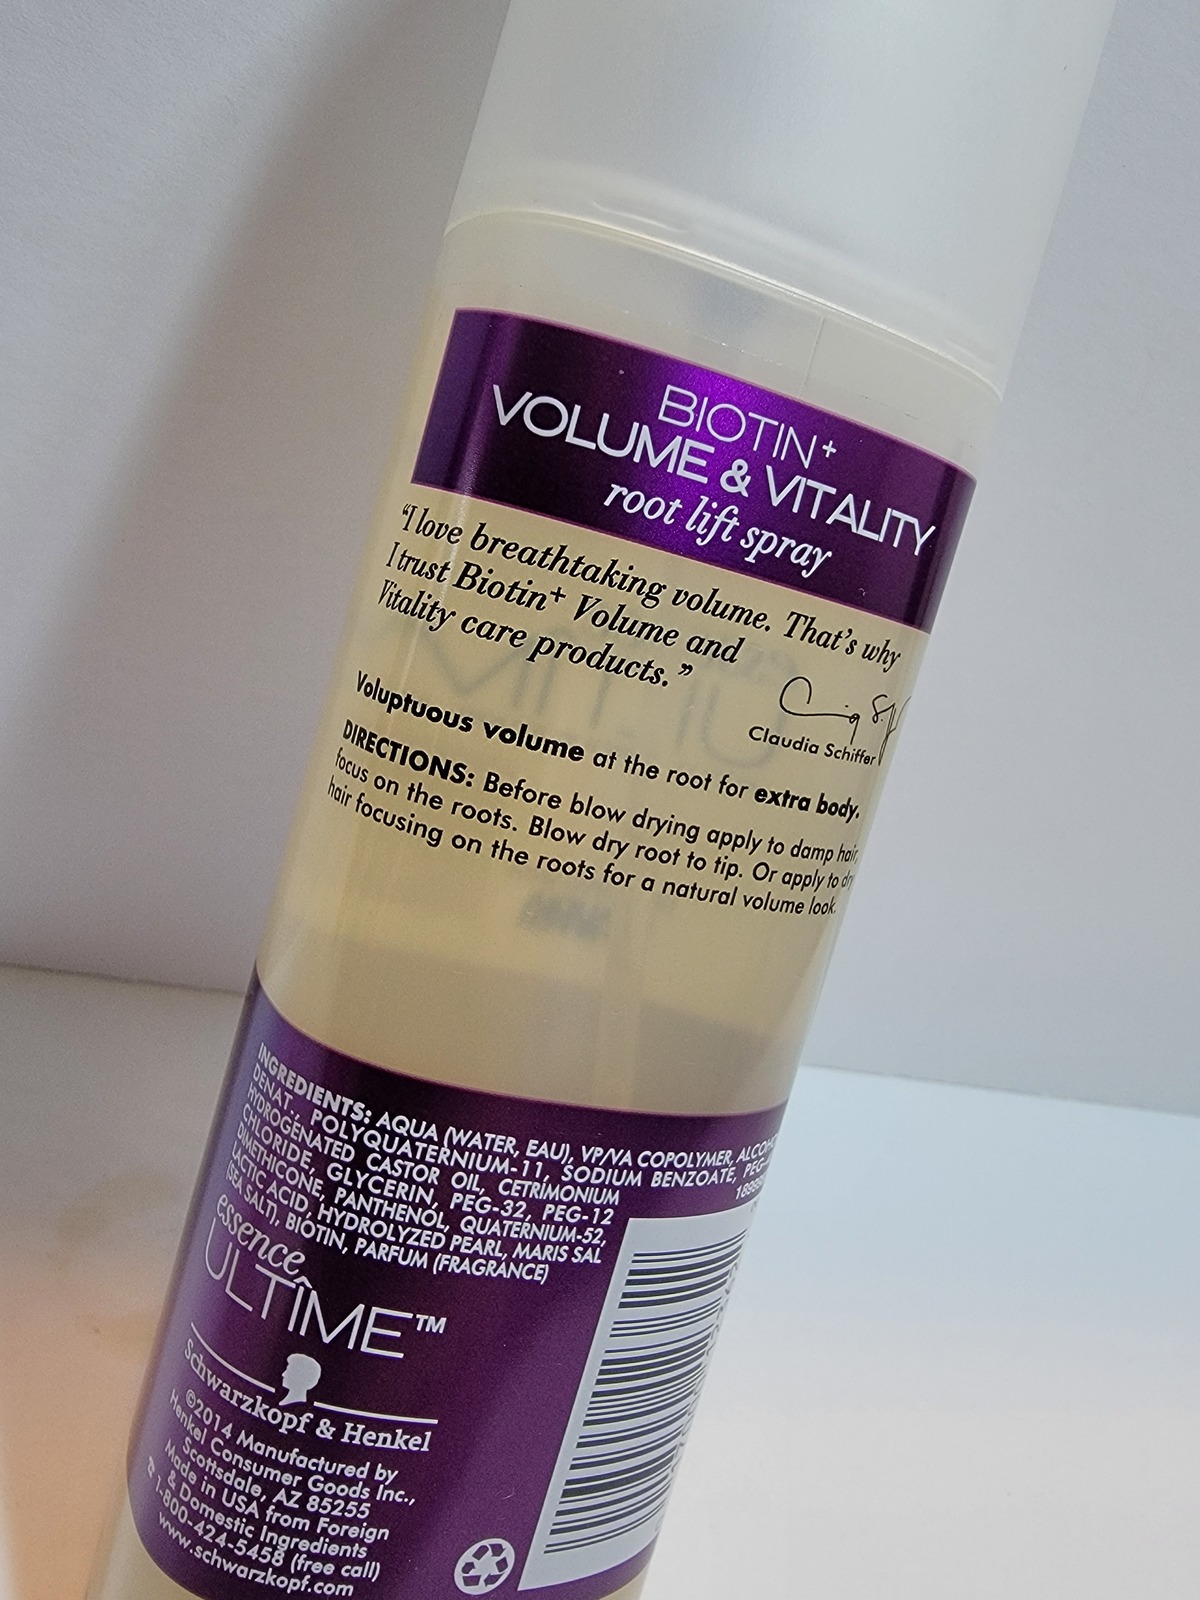 BIOTIN+
VOLUME & VITALITY
root lift spray
“I love breathtaking volume. That’s why
I trust Biotin+ Volume and
Vitality care products.”
Claudia Schiffer
Voluptuous volume at the root for extra body.
DIRECTIONS: Before blow drying apply to damp hair,
focus on the roots. Blow dry root to tip. Or apply to dry
hair focusing on the roots for a natural volume look.
INGREDIENTS: AQUA (WATER, EAU), VP/VA COPOLYMER,
DENAT., POLYQUATERNIUM-11, SODIUM BENZOATE,
HYDROGENATED CASTOR OIL, CETRIMONIUM
CHLORIDE, GLYCERIN, PEG-32, PEG-12
DIMETHICONE, PANTHENOL, QUATERNIUM-52,
LACTIC ACID, HYDROLYZED PEARL, MARIS SAL
(SEA SALT), BIOTIN, PARFUM (FRAGRANCE)
essence
ULTÎME™
Schwarzkopf & Henkel
©2014 Manufactured by
Henkel Consumer Goods Inc.,
Scottsdale, AZ 85255
Made in USA from Foreign
& Domestic Ingredients
1-800-424-5458 (free call)
www.schwarzkopf.com